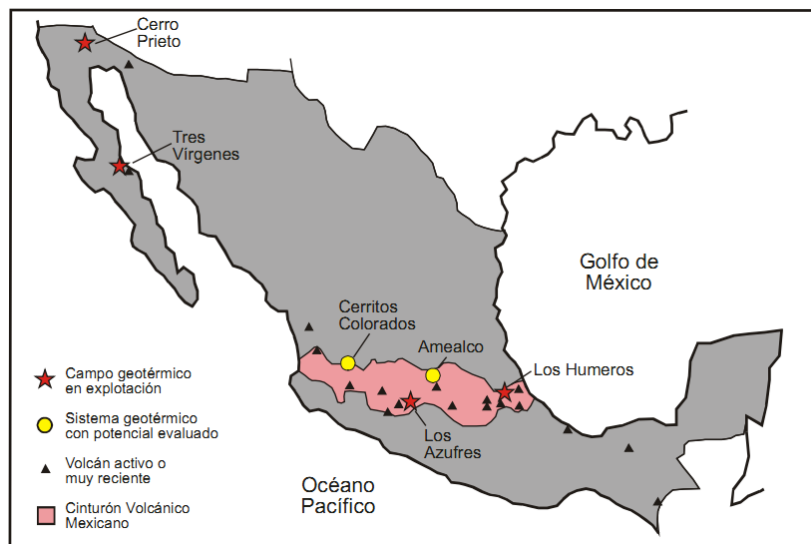 Cerro
Prieto
Tres
Vírgenes
Golfo de
México
Cerritos
Colorados
Amealco
Los Humeros
Los
Azufres
Océano
Pacífico
Campo geotérmico
en explotación
Sistema geotérmico
con potencial evaluado
Volcán activo o
muy reciente
Cinturón Volcánico
Mexicano